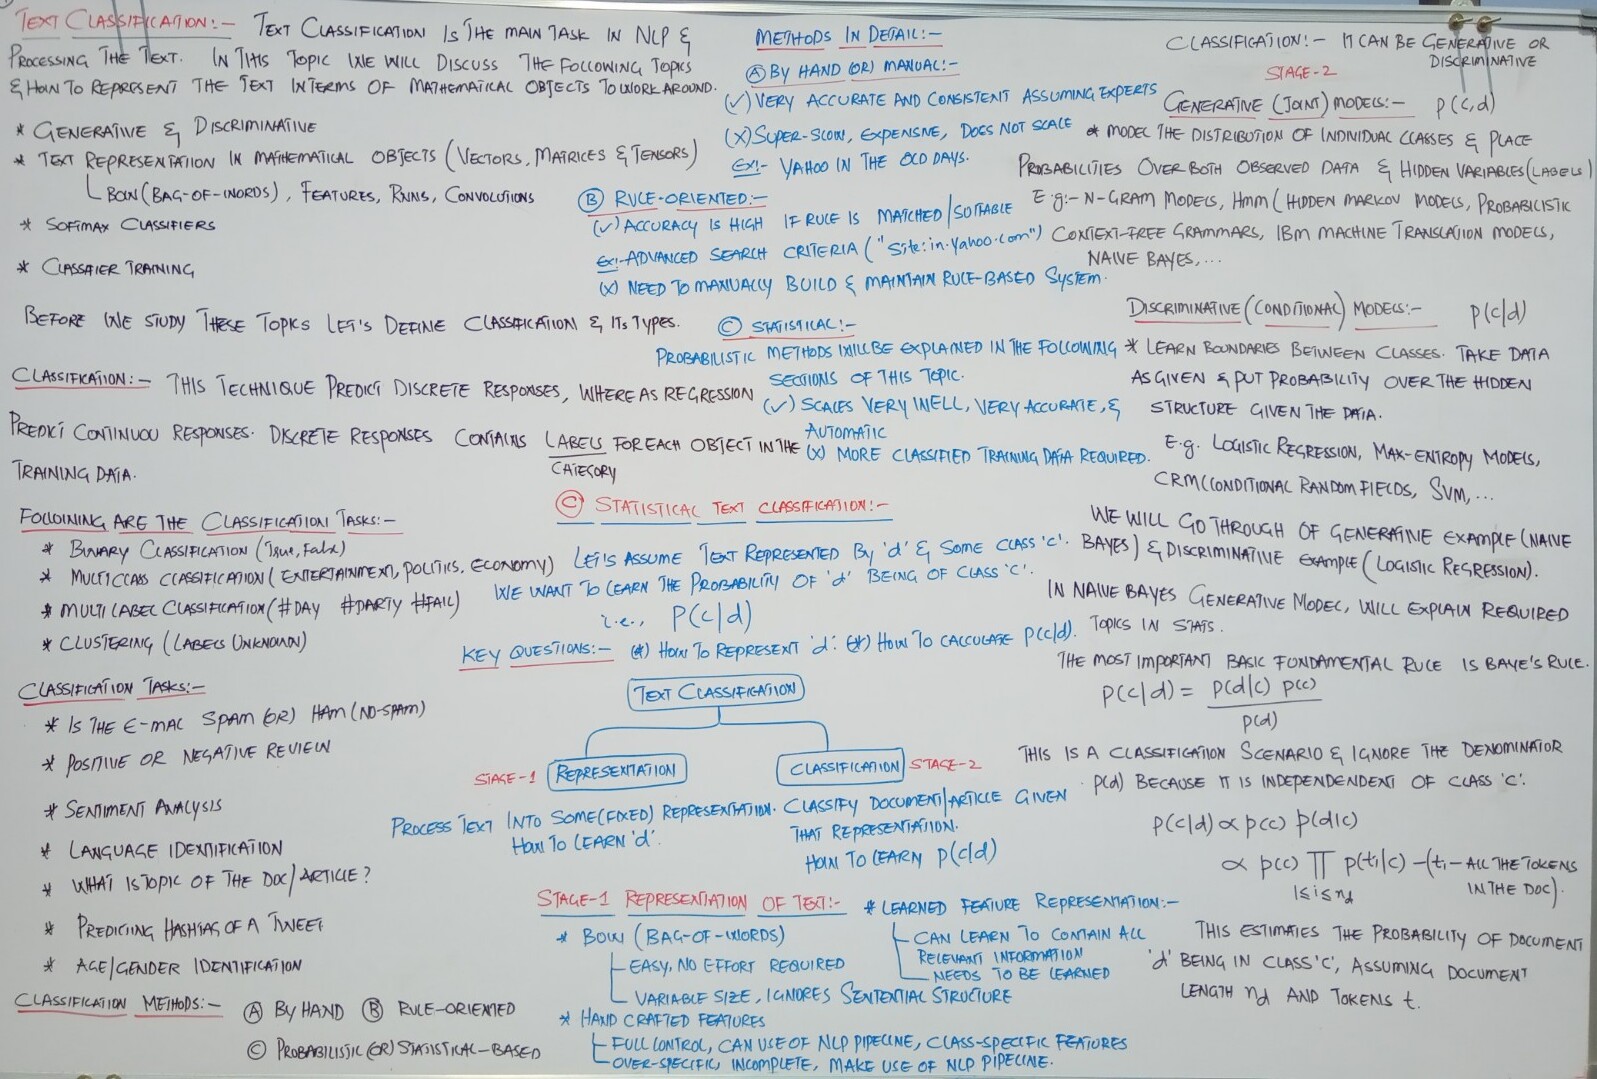 TEXT CLASSIFICATION:- TEXT CLASSIFICATION IS THE MAIN TASK IN NLP &
PROCESSING THE TEXT. IN THIS TOPIC WE WILL DISCUSS THE FOLLOWING TOPICS
& HOW TO REPRESENT THE TEXT INTERMS OF MATHEMATICAL OBJECTS TO WORK AROUND.
* GENERATIVE & DISCRIMINATIVE
* TEXT REPRESENTATION IN MATHEMATICAL OBJECTS (VECTORS, MATRICES & TENSORS)
BOW (BAG-OF-WORDS), FEATURES, RNNS, CONVOLUTIONS
* SOFTMAX CLASSIFIERS
* CLASSIFIER TRAINING
BEFORE WE STUDY THESE TOPICS LET'S DEFINE CLASSIFICATION & ITS TYPES.
CLASSIFICATION:- THIS TECHNIQUE PREDICT DISCRETE RESPONSES, WHERE AS REGRESSION
PREDICT CONTINUOU RESPONSES. DISCRETE RESPONSES CONTAINS LABELS FOR EACH OBJECT IN THE
CATEGORY
TRAINING DATA.
FOLLOWING ARE THE CLASSIFICATION TASKS:-
* BINARY CLASSIFICATION (True, False)
* MULTICLASS CLASSIFICATION (ENTERTAINMENT, POLITICS, ECONOMY)
* MULTI LABEL CLASSIFICATION (#DAY #PARTY #FAIL)
* CLUSTERING (LABELS UNKNOWN)
CLASSIFICATION TASKS:-
* IS THE E-MAIL SPAM (OR) HAM (NO-SPAM)
* POSITIVE OR NEGATIVE REVIEW
* SENTIMENT ANALYSIS
* LANGUAGE IDENTIFICATION
* WHAT IS TOPIC OF THE DOC/ARTICLE?
* PREDICTING HASHTAG OF A TWEET
* AGE/GENDER IDENTIFICATION
CLASSIFICATION METHODS:- (A) BY HAND (B) RULE-ORIENTED
(C) PROBABILISTIC (OR) STATISTICAL-BASED
METHODS IN DETAIL:-
(A) BY HAND (OR) MANUAL:-
(✓) VERY ACCURATE AND CONSISTENT ASSUMING EXPERTS
(X) SUPER-SLOW, EXPENSIVE, DOES NOT SCALE
EX:- YAHOO IN THE OLD DAYS.
(B) RULE-ORIENTED:-
(✓) ACCURACY IS HIGH IF RULE IS MATCHED/SUITABLE
EX:- ADVANCED SEARCH CRITERIA ("Site:in.yahoo.com")
(X) NEED TO MANUALLY BUILD & MAINTAIN RULE-BASED SYSTEM.
(C) STATISTICAL:-
PROBABILISTIC METHODS WILL BE EXPLAINED IN THE FOLLOWING
SECTIONS OF THIS TOPIC.
(✓) SCALES VERY WELL, VERY ACCURATE, &
AUTOMATIC
(X) MORE CLASSIFIED TRAINING DATA REQUIRED.
(C) STATISTICAL TEXT CLASSIFICATION:-
LET'S ASSUME TEXT REPRESENTED BY 'd' & SOME CLASS 'C'.
WE WANT TO LEARN THE PROBABILITY OF 'd' BEING OF CLASS 'C'.
i.e., P(c/d)
KEY QUESTIONS:- (*) HOW TO REPRESENT 'd': (*) HOW TO CALCULATE P(c/d).
TEXT CLASSIFICATION
STAGE-1 REPRESENTATION CLASSIFICATION STAGE-2
PROCESS TEXT INTO SOME (FIXED) REPRESENTATION.
HOW TO LEARN 'd'.
CLASSIFY DOCUMENT/ARTICLE GIVEN
THAT REPRESENTATION.
HOW TO LEARN P(c/d)
STAGE-1 REPRESENTATION OF TEXT:-
* BOW (BAG-OF-WORDS)
EASY, NO EFFORT REQUIRED
VARIABLE SIZE, IGNORES SENTENTIAL STRUCTURE
* HAND CRAFTED FEATURES
FULL CONTROL, CAN USE OF NLP PIPELINE, CLASS-SPECIFIC FEATURES
OVER-SPECIFIC, INCOMPLETE, MAKE USE OF NLP PIPELINE.
* LEARNED FEATURE REPRESENTATION:-
CAN LEARN TO CONTAIN ALL
RELEVANT INFORMATION
NEEDS TO BE LEARNED
CLASSIFICATION:- IT CAN BE GENERATIVE OR
DISCRIMINATIVE
STAGE-2
GENERATIVE (JOINT) MODELS:- P(c,d)
* MODEL THE DISTRIBUTION OF INDIVIDUAL CLASSES & PLACE
PROBABILITIES OVER BOTH OBSERVED DATA & HIDDEN VARIABLES (LABELS)
E.g:- N-GRAM MODELS, HMM (HIDDEN MARKOV MODELS, PROBABILISTIC
CONTEXT-FREE GRAMMARS, IBM MACHINE TRANSLATION MODELS,
NAIVE BAYES,...
DISCRIMINATIVE (CONDITIONAL) MODELS:- P(c/d)
* LEARN BOUNDARIES BETWEEN CLASSES. TAKE DATA
AS GIVEN & PUT PROBABILITY OVER THE HIDDEN
STRUCTURE GIVEN THE DATA.
E.g. LOGISTIC REGRESSION, MAX-ENTROPY MODELS,
CRM (CONDITIONAL RANDOM FIELDS, SVM,...
WE WILL GO THROUGH OF GENERATIVE EXAMPLE (NAIVE
BAYES) & DISCRIMINATIVE EXAMPLE (LOGISTIC REGRESSION).
IN NAIVE BAYES GENERATIVE MODEL, WILL EXPLAIN REQUIRED
TOPICS IN STATS.
THE MOST IMPORTANT BASIC FUNDAMENTAL RULE IS BAYE'S RULE.
P(c/d) = P(d/c) P(c)
P(d)
THIS IS A CLASSIFICATION SCENARIO & IGNORE THE DENOMINATOR
P(d) BECAUSE IT IS INDEPENDENDENT OF CLASS 'C'.
P(c/d) ∝ P(c) P(d/c)
∝ P(c) ∏ P(ti/c) – (ti – ALL THE TOKENS
1≤i≤nd IN THE DOC).
THIS ESTIMATES THE PROBABILITY OF DOCUMENT
'd' BEING IN CLASS 'C', ASSUMING DOCUMENT
LENGTH nd AND TOKENS t.